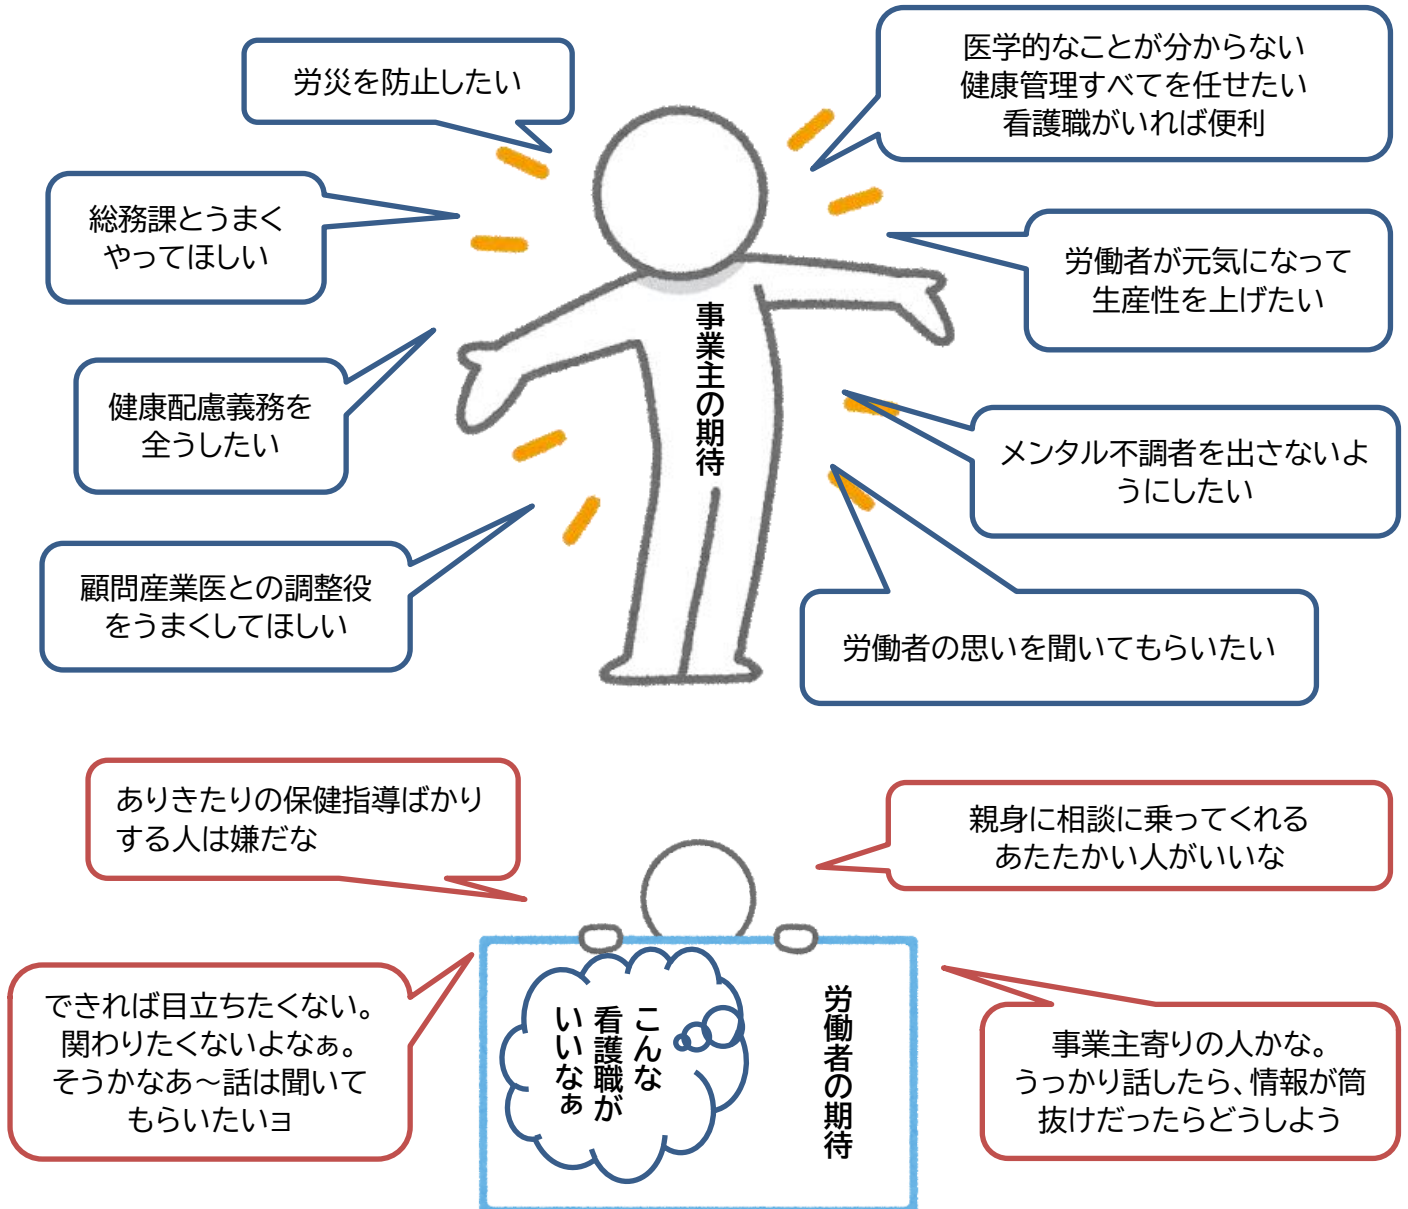 労災を防止したい
医学的なことが分からない
健康管理すべてを任せたい
看護職がいれば便利
総務課とうまく
やってほしい
労働者が元気になって
生産性を上げたい
事業主の期待
健康配慮義務を
全うしたい
メンタル不調者を出さないよ
うにしたい
顧問産業医との調整役
をうまくしてほしい
労働者の思いを聞いてもらいたい
ありきたりの保健指導ばかり
する人は嫌だな
親身に相談に乗ってくれる
あたたかい人がいいな
できれば目立ちたくない。
関わりたくないよなぁ。
そうかなあ～話は聞いて
もらいたいヨ
労働者の期待
こんな
看護職が
いいなぁ
事業主寄りの人かな。
うっかり話したら、情報が筒
抜けだったらどうしよう